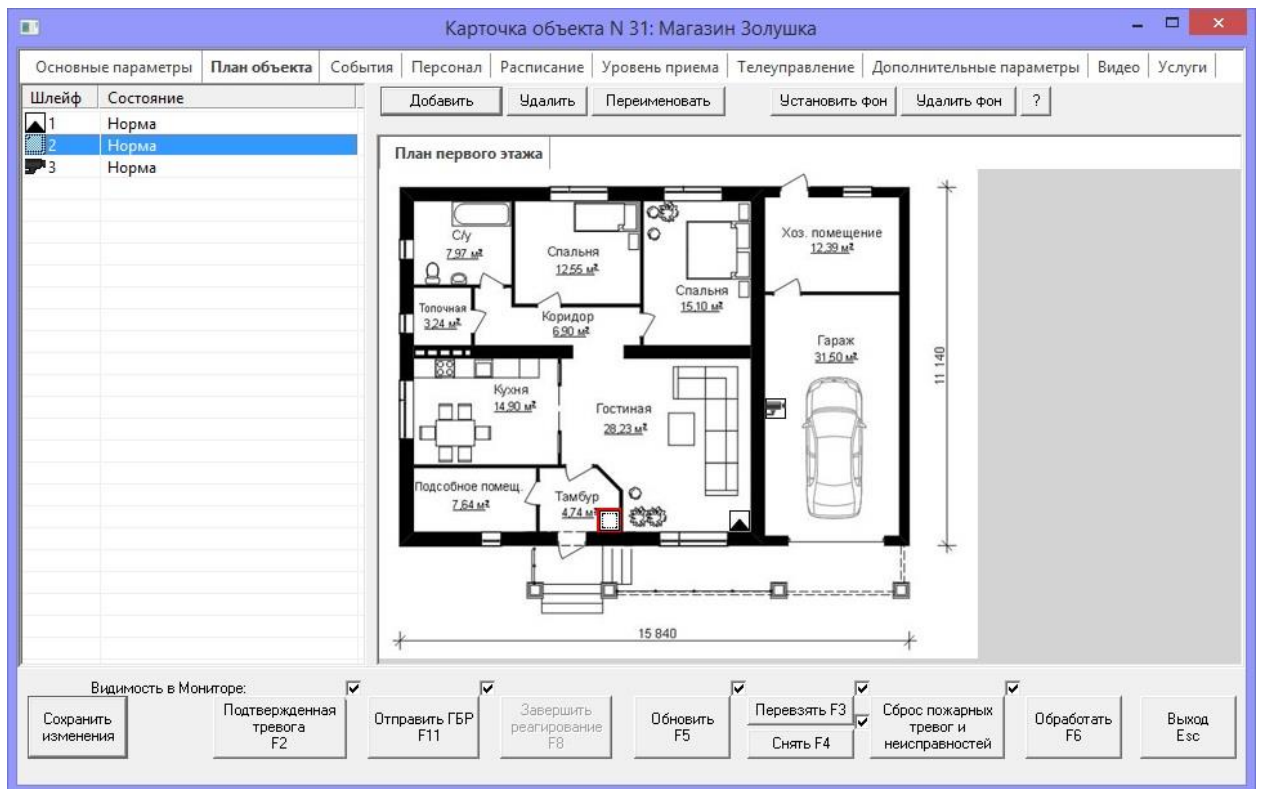 Карточка объекта N 31: Магазин Золушка
Основные параметры План объекта События Персонал Расписание Уровень приема Телеуправление Дополнительные параметры Видео Услуги
Шлейф Состояние
1 Норма
2 Норма
3 Норма
Добавить Удалить Переименовать Установить фон Удалить фон ?
План первого этажа
С/у
7,97 м²
Спальня
12,55 м²
Спальня
15,10 м²
Хоз. помещение
12,39 м²
Топочная
3,24 м²
Коридор
6,90 м²
Гараж
31,50 м²
11 140
Кухня
14,90 м²
Гостиная
28,23 м²
Подсобное помещ.
7,64 м²
Тамбур
4,74 м²
15 840
Видимость в Мониторе:
Сохранить
изменения
Подтвержденная
тревога
F2
Отправить ГБР
F11
Завершить
реагирование
F8
Обновить
F5
Перевзять F3
Снять F4
Сброс пожарных
тревог и
неисправностей
Обработать
F6
Выход
Esc